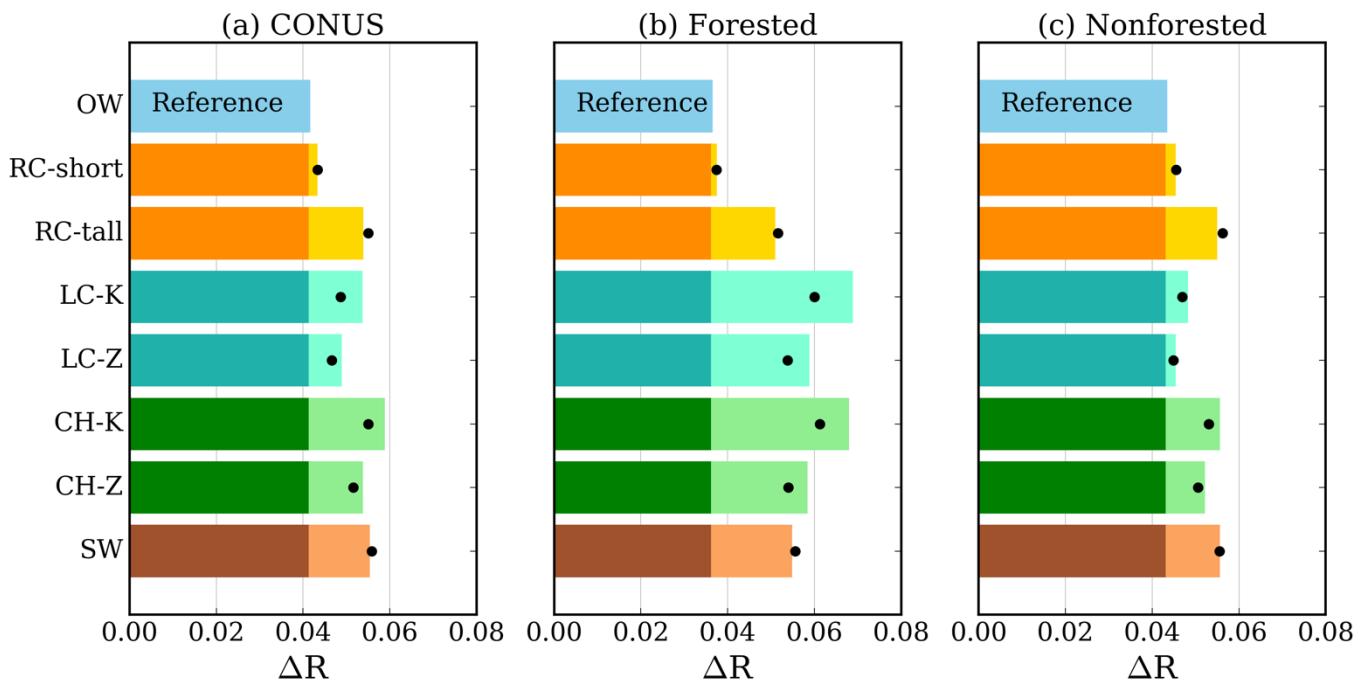 (a) CONUS
(b) Forested
(c) Nonforested
OW
Reference
Reference
Reference
RC-short
RC-tall
LC-K
LC-Z
CH-K
CH-Z
SW
0.00 0.02 0.04 0.06 0.08
0.00 0.02 0.04 0.06 0.08
0.00 0.02 0.04 0.06 0.08
ΔR
ΔR
ΔR